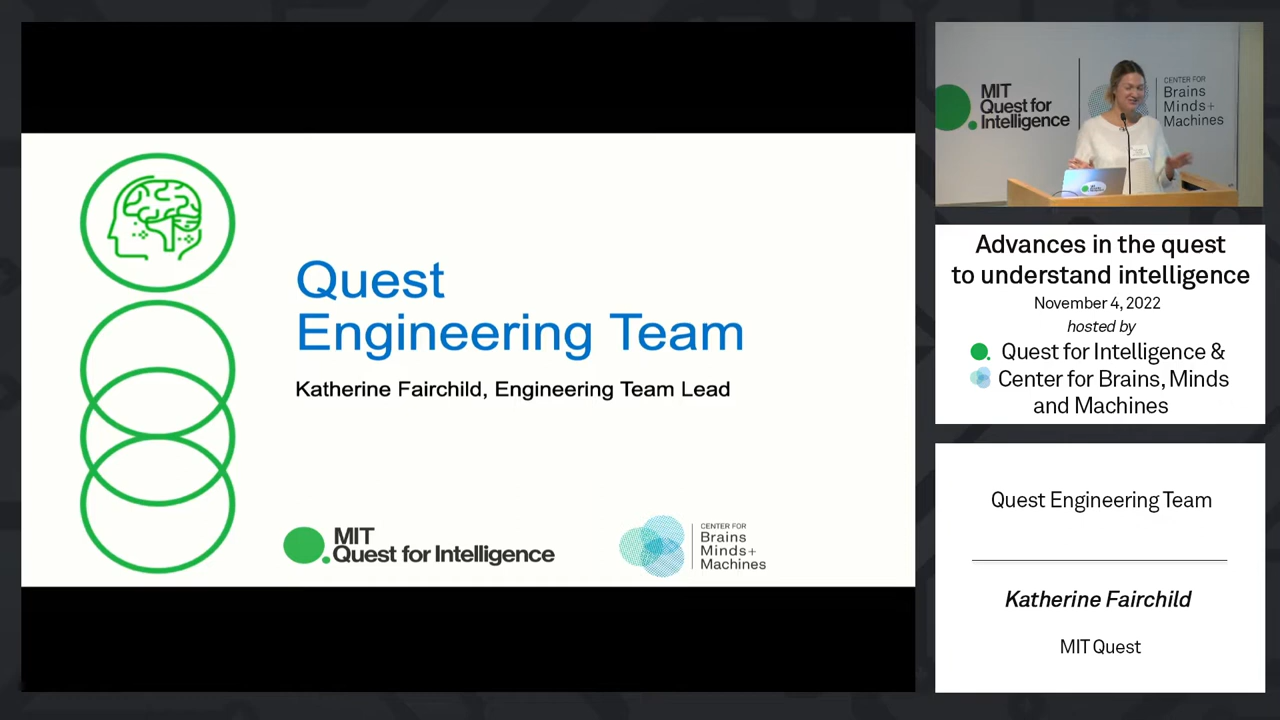 Quest
Engineering Team
Katherine Fairchild, Engineering Team Lead
MIT
Quest for Intelligence
CENTER FOR
Brains
Minds+
Machines
MIT
Quest for
Intelligence
CENTER FOR
Brains
Minds+
Machines
Advances in the quest
to understand intelligence
November 4, 2022
hosted by
Quest for Intelligence &
Center for Brains, Minds
and Machines
Quest Engineering Team
Katherine Fairchild
MIT Quest